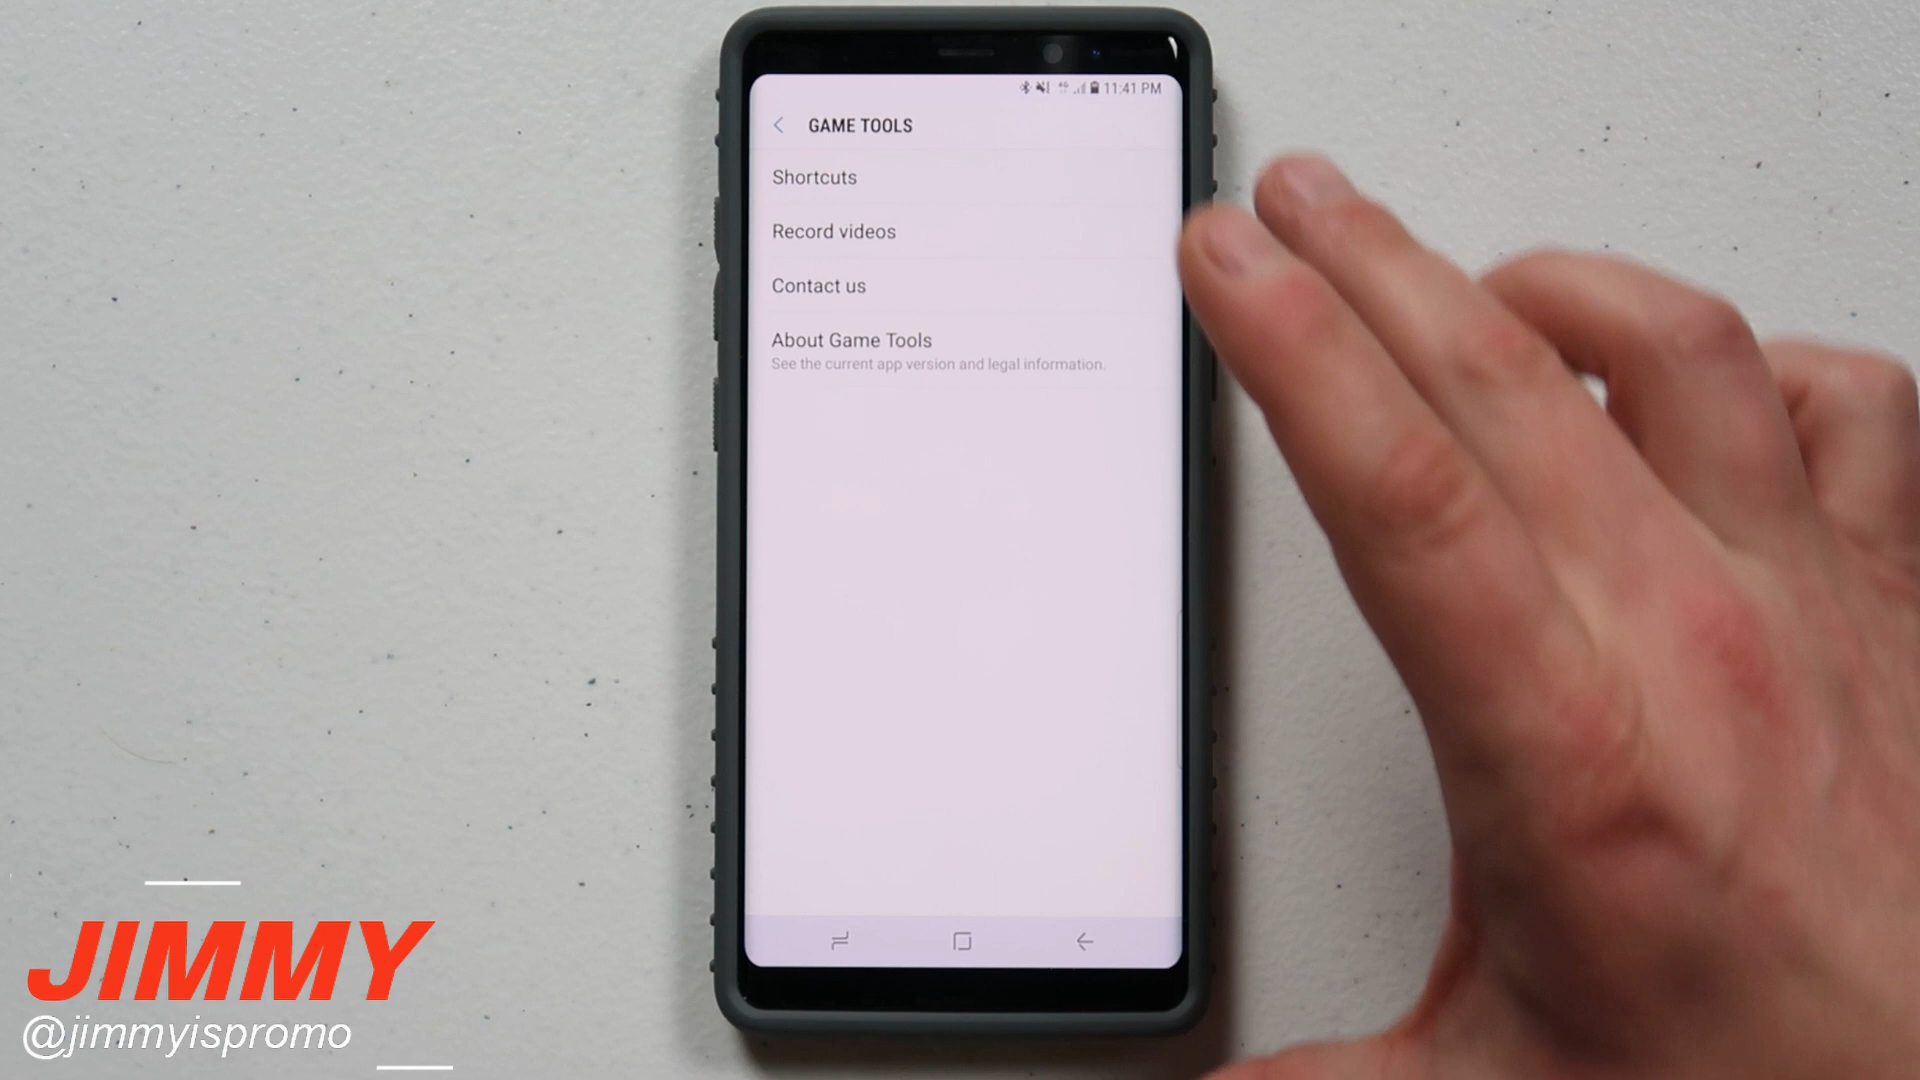 11:41 PM
GAME TOOLS
Shortcuts
Record videos
Contact us
About Game Tools
See the current app version and legal information.
JIMMY
@jimmyispromo